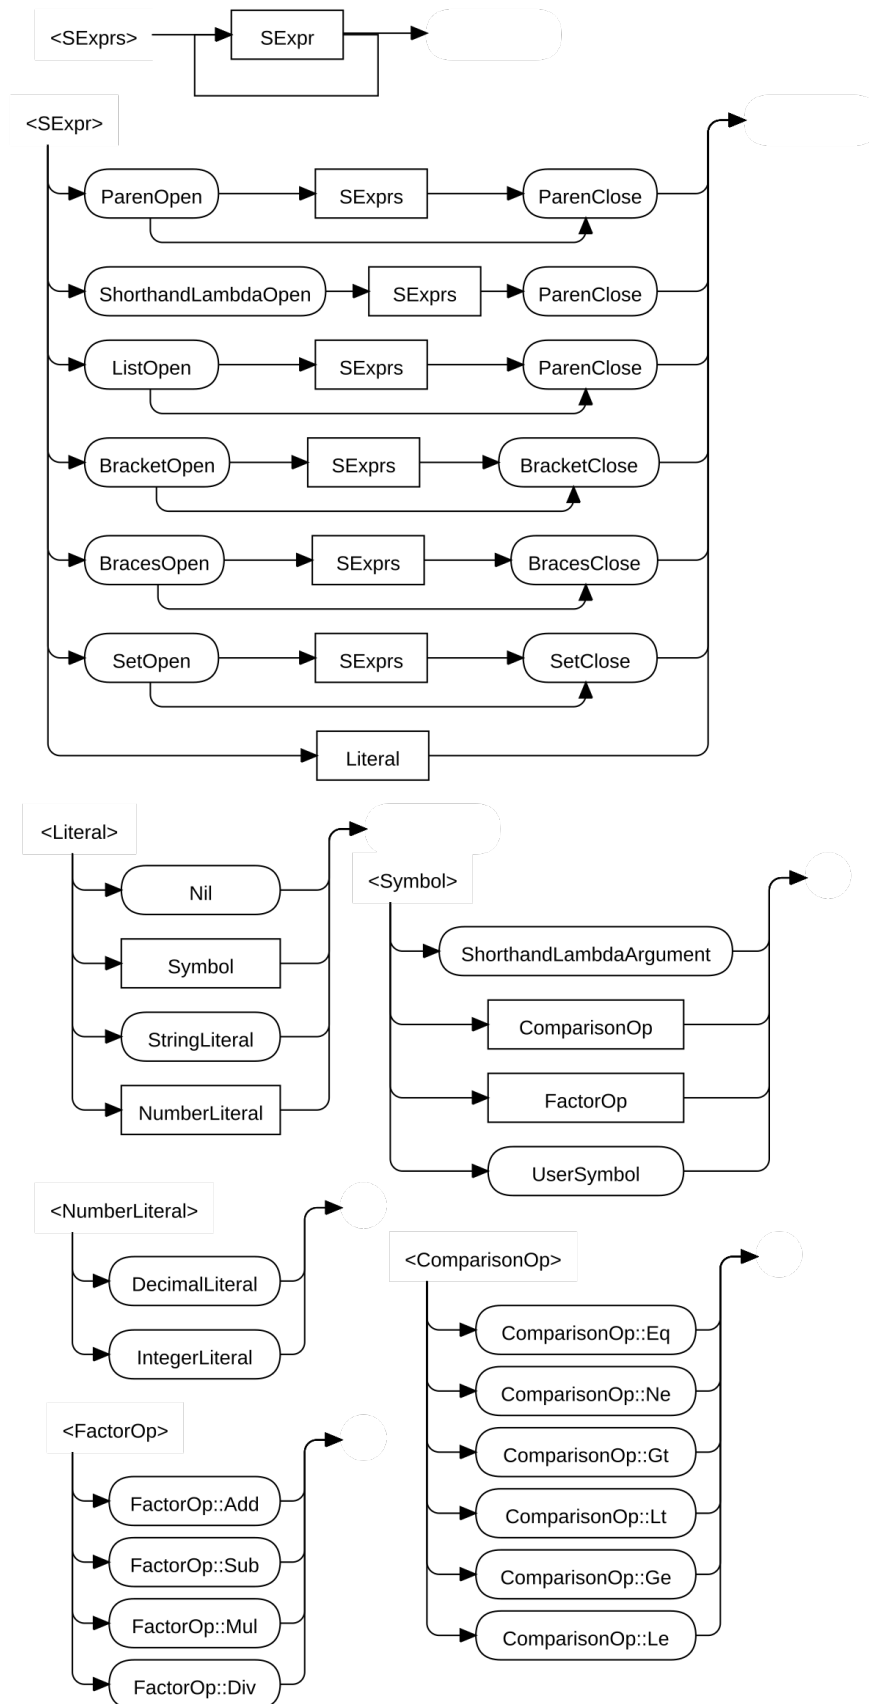 <SExprs> SExpr
<SExpr>
ParenOpen SExprs ParenClose
ShorthandLambdaOpen SExprs ParenClose
ListOpen SExprs ParenClose
BracketOpen SExprs BracketClose
BracesOpen SExprs BracesClose
SetOpen SExprs SetClose
Literal
<Literal>
Nil
Symbol
StringLiteral
NumberLiteral
<Symbol>
ShorthandLambdaArgument
ComparisonOp
FactorOp
UserSymbol
<NumberLiteral>
DecimalLiteral
IntegerLiteral
<ComparisonOp>
ComparisonOp::Eq
ComparisonOp::Ne
ComparisonOp::Gt
ComparisonOp::Lt
ComparisonOp::Ge
ComparisonOp::Le
<FactorOp>
FactorOp::Add
FactorOp::Sub
FactorOp::Mul
FactorOp::Div